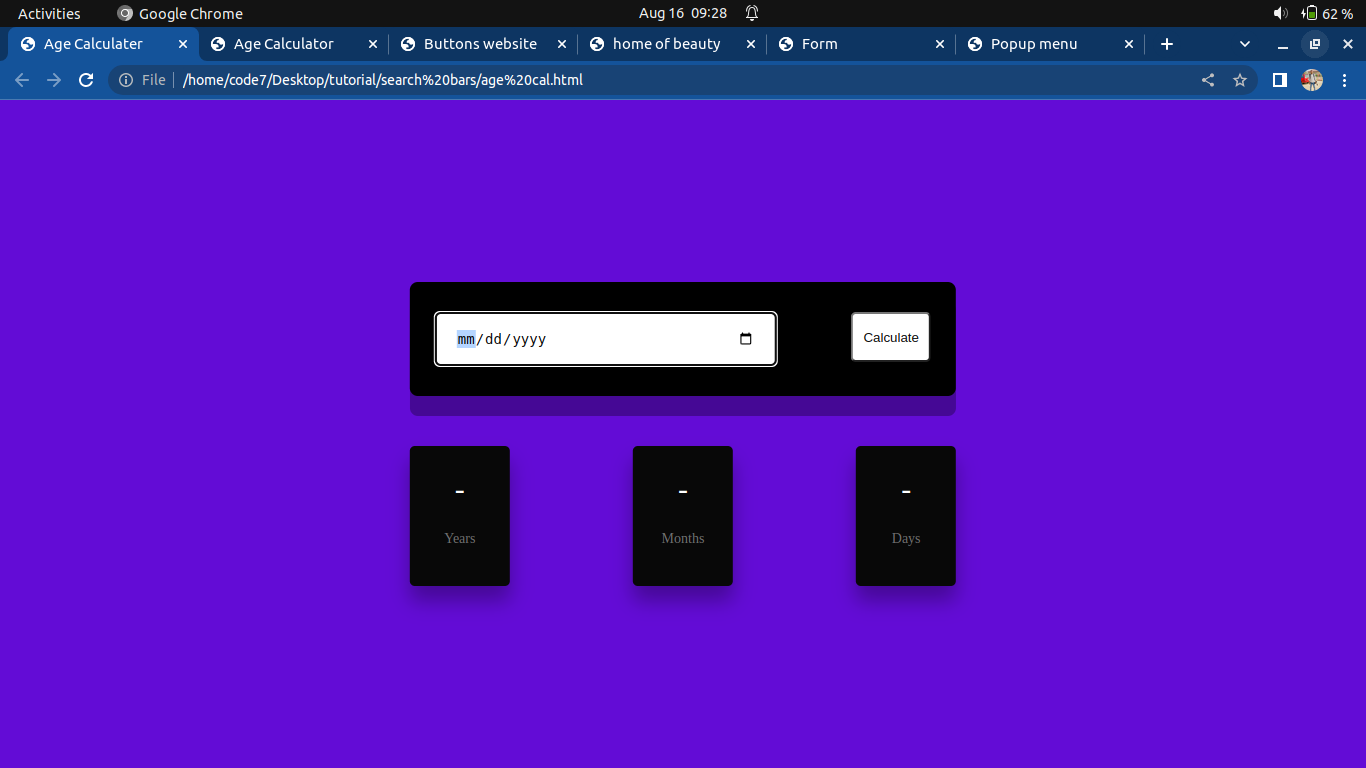 Activities Google Chrome Aug 16 09:28 62 %
Age Calculater Age Calculator Buttons website home of beauty Form Popup menu
File /home/code7/Desktop/tutorial/search%20bars/age%20cal.html
mm/dd/yyyy Calculate
- - -
Years Months Days